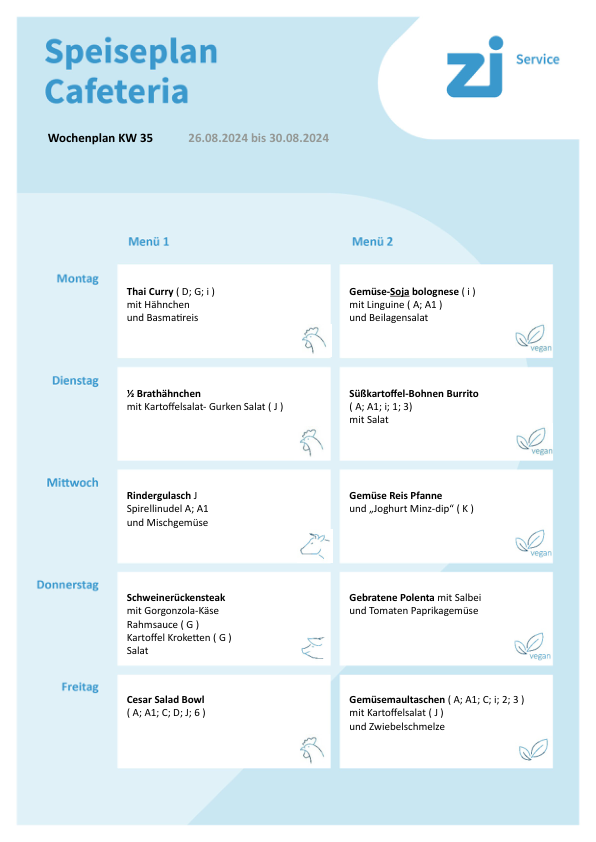 Speiseplan
Cafeteria
zi Service
Wochenplan KW 35 26.08.2024 bis 30.08.2024
Menü 1 Menü 2
Montag
Thai Curry ( D; G; i )
mit Hähnchen
und Basmatireis
Gemüse-Soja bolognese ( i )
mit Linguine ( A; A1 )
und Beilagensalat
vegan
Dienstag
½ Brathähnchen
mit Kartoffelsalat- Gurken Salat ( J )
Süßkartoffel-Bohnen Burrito
( A; A1; i; 1; 3)
mit Salat
vegan
Mittwoch
Rindergulasch J
Spirellinudel A; A1
und Mischgemüse
Gemüse Reis Pfanne
und „Joghurt Minz-dip“ ( K )
vegan
Donnerstag
Schweinerückensteak
mit Gorgonzola-Käse
Rahmsauce ( G )
Kartoffel Kroketten ( G )
Salat
Gebratene Polenta mit Salbei
und Tomaten Paprikagemüse
vegan
Freitag
Cesar Salad Bowl
( A; A1; C; D; J; 6 )
Gemüsemaultaschen ( A; A1; C; i; 2; 3 )
mit Kartoffelsalat ( J )
und Zwiebelschmelze